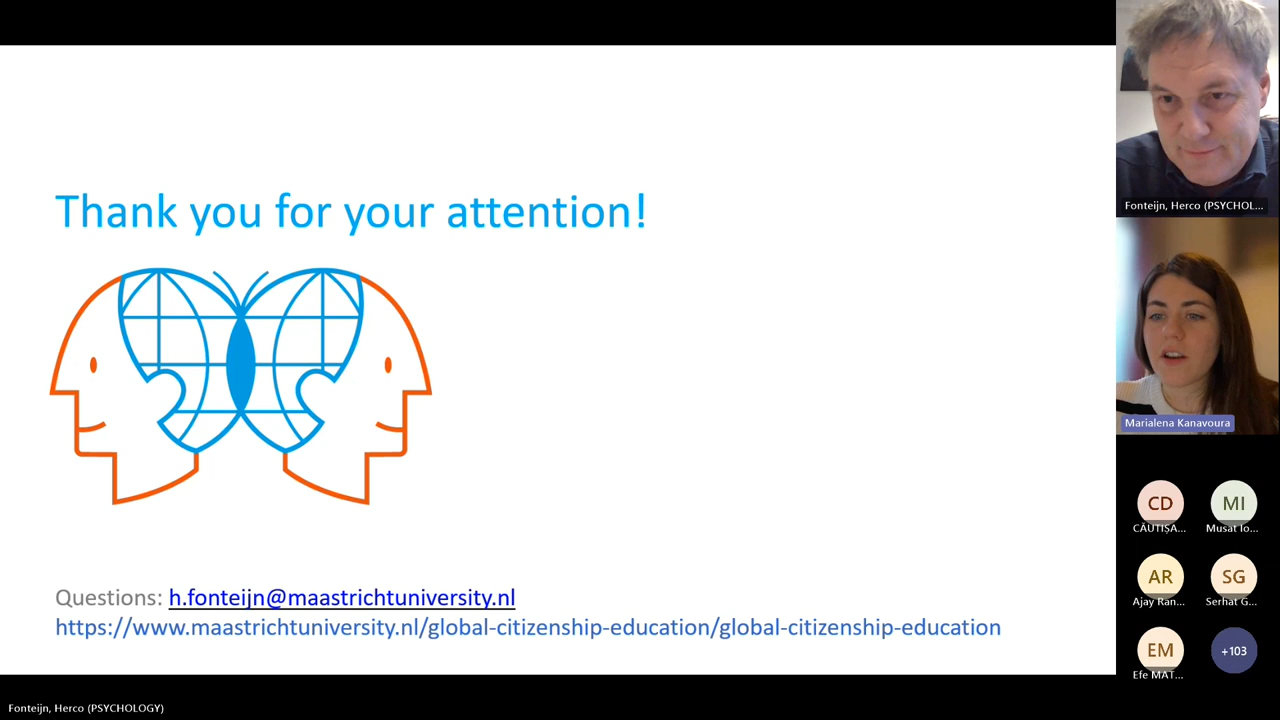 Thank you for your attention!
Questions: h.fonteijn@maastrichtuniversity.nl
https://www.maastrichtuniversity.nl/global-citizenship-education/global-citizenship-education
Fonteijn, Herco (PSYCHOL...
Marialena Kanavoura
CD
MI
CĂUTIȘA...
Musat Io...
AR
SG
Ajay Ran...
Serhat G...
EM
+103
Efe MAT...
Fonteijn, Herco (PSYCHOLOGY)